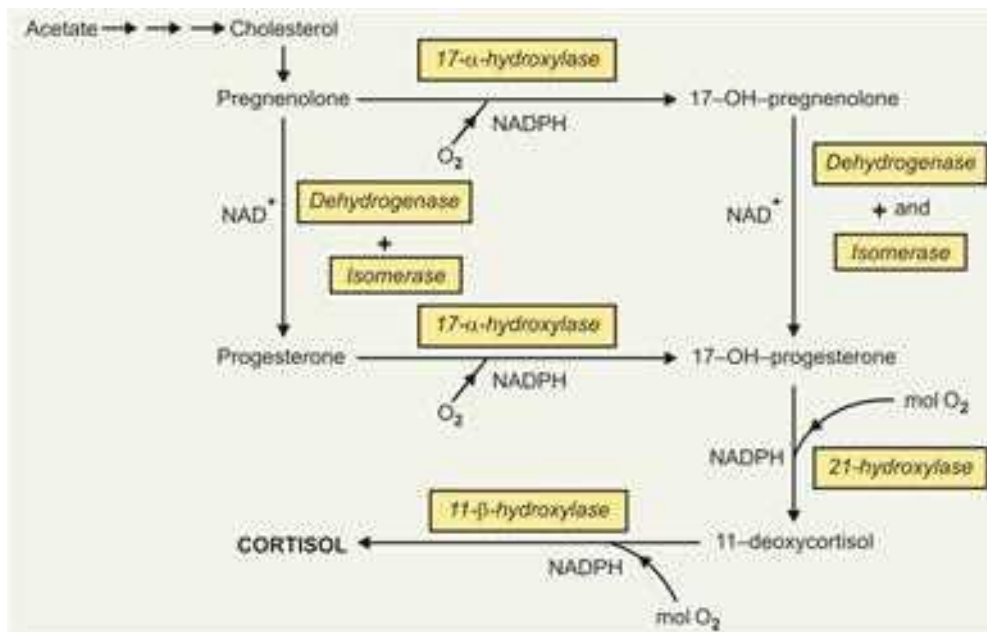 Acetate Cholesterol
17-α-hydroxylase
Pregnenolone 17–OH–pregnenolone
NADPH
O2
Dehydrogenase
Dehydrogenase
NAD+
NAD+
+ and
+
Isomerase
Isomerase
17-α-hydroxylase
Progesterone 17–OH–progesterone
NADPH
O2
mol O2
NADPH
21-hydroxylase
11-β-hydroxylase
CORTISOL 11–deoxycortisol
NADPH
mol O2